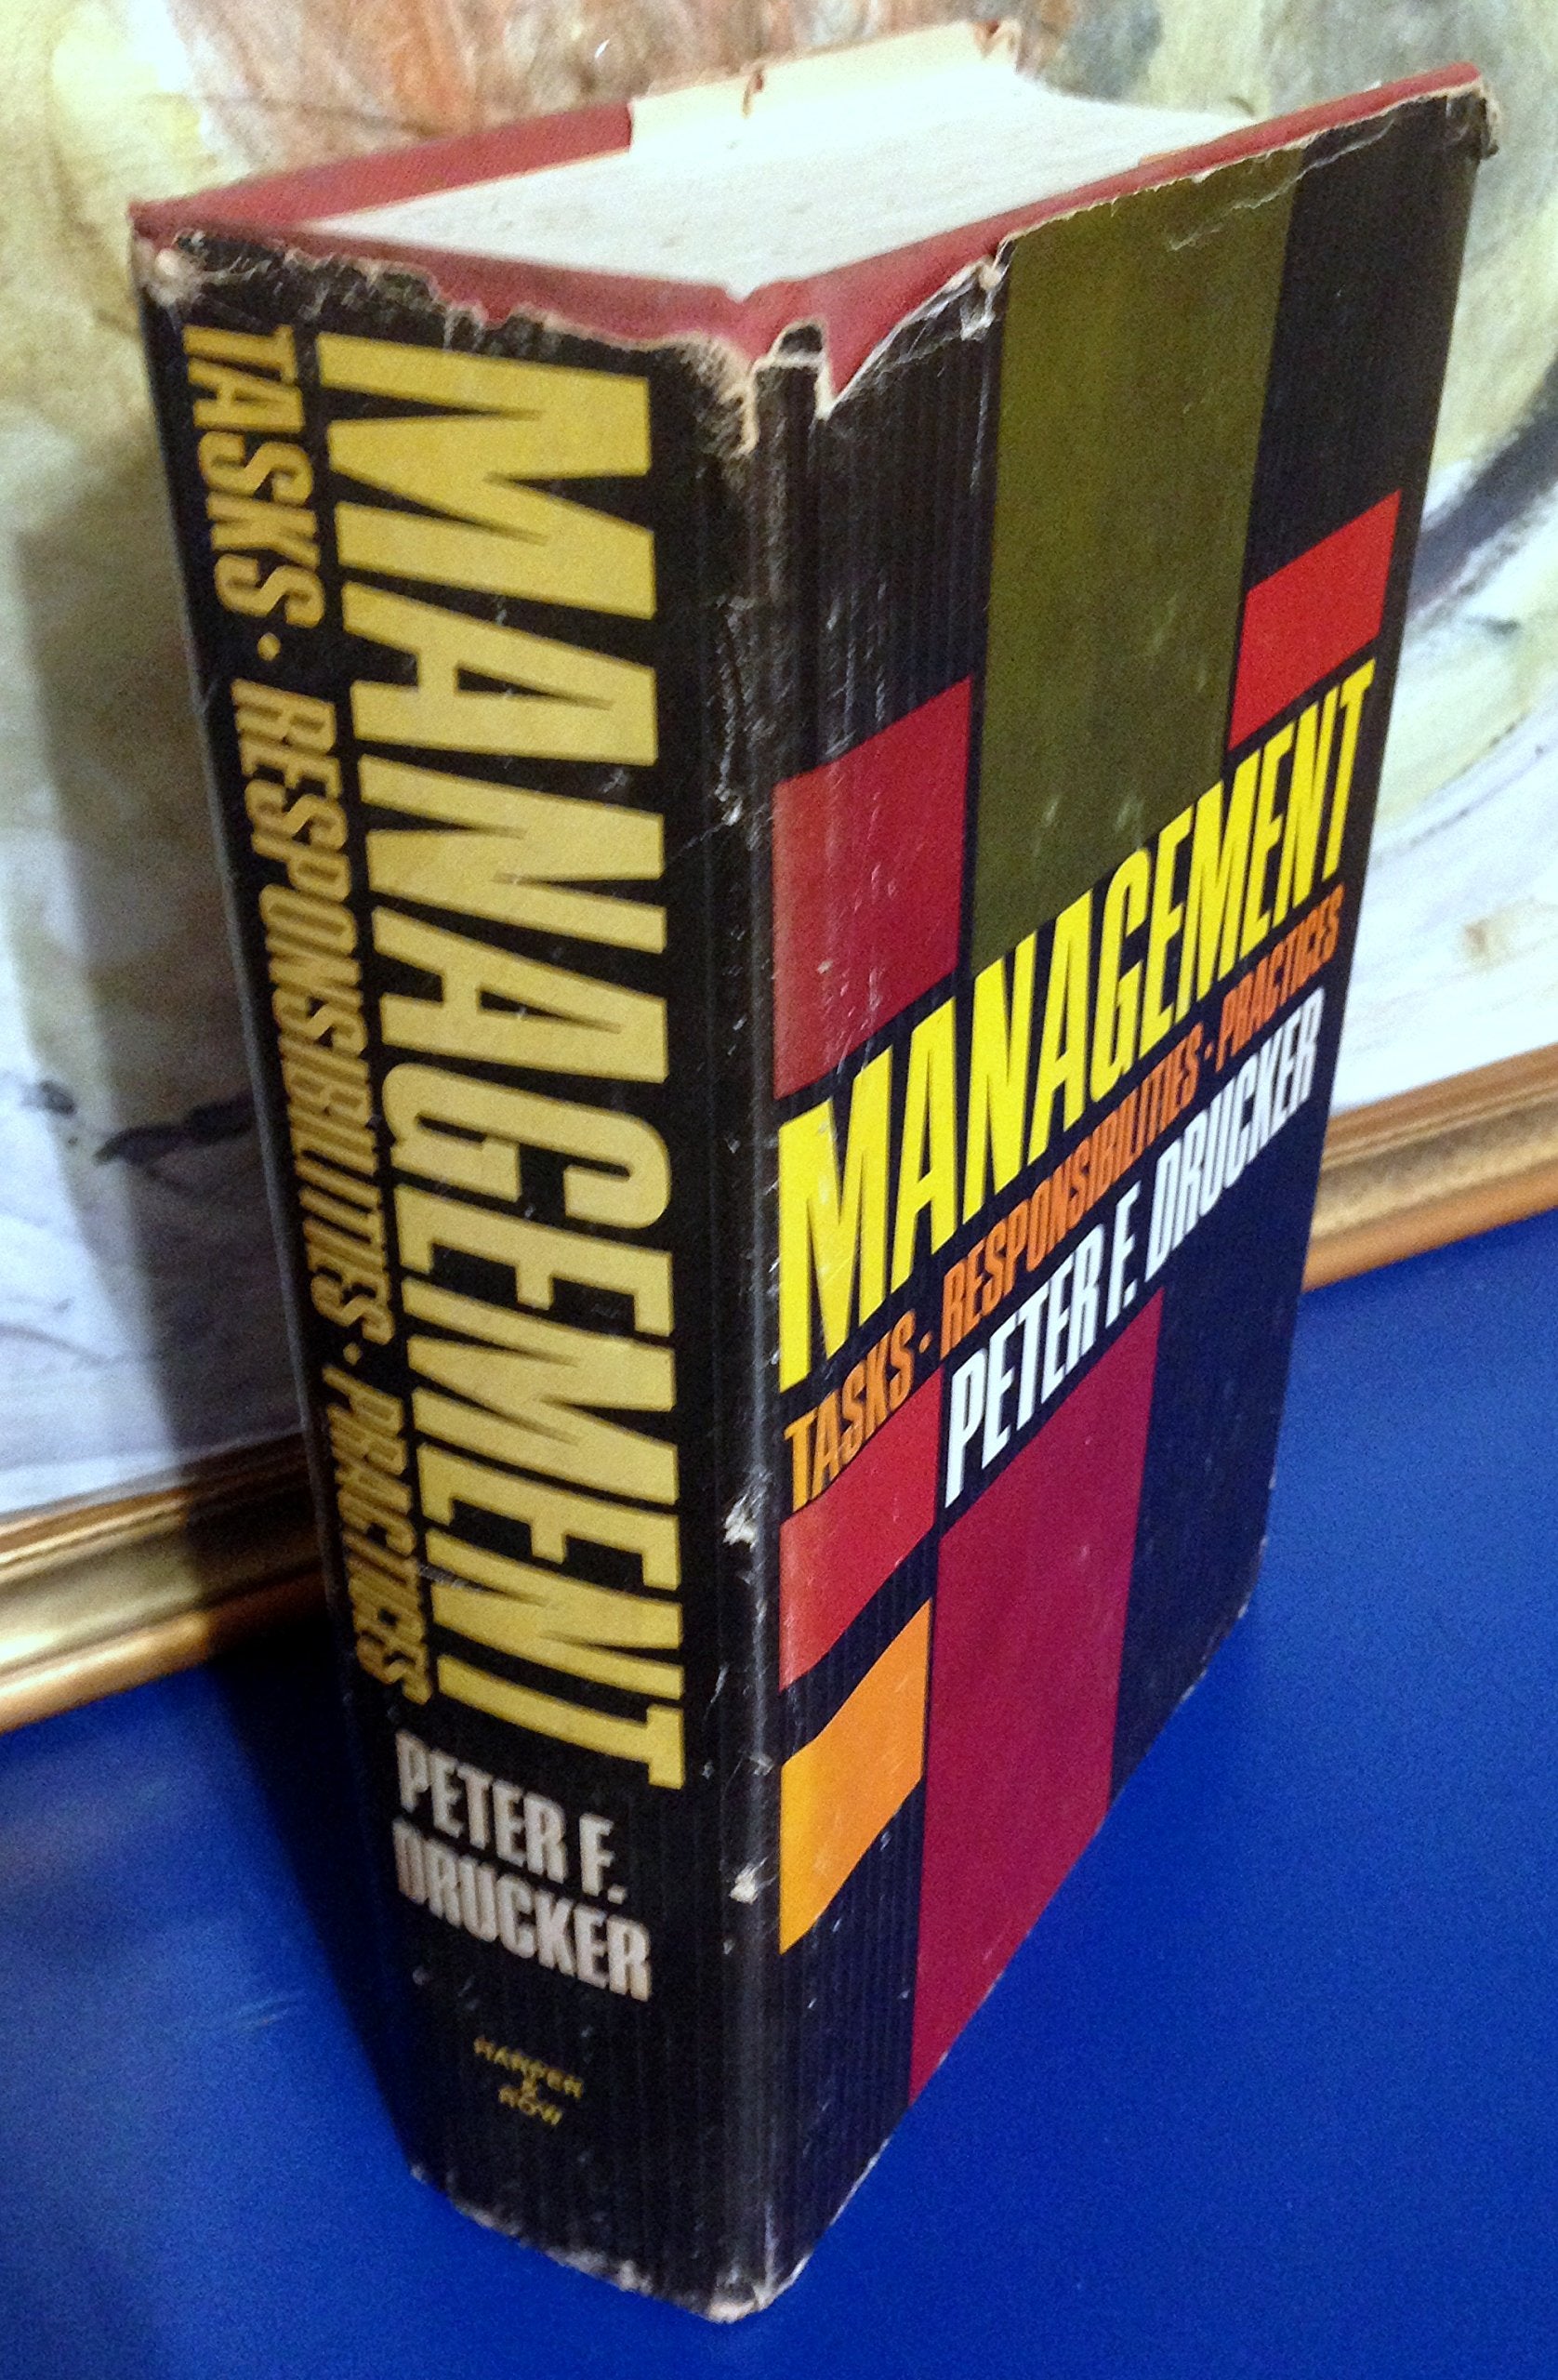 MANAGEMENT
TASKS · RESPONSIBILITIES · PRACTICES
PETER F.
DRUCKER
HARPER
&
ROW
MANAGEMENT
TASKS · RESPONSIBILITIES · PRACTICES
PETER F. DRUCKER